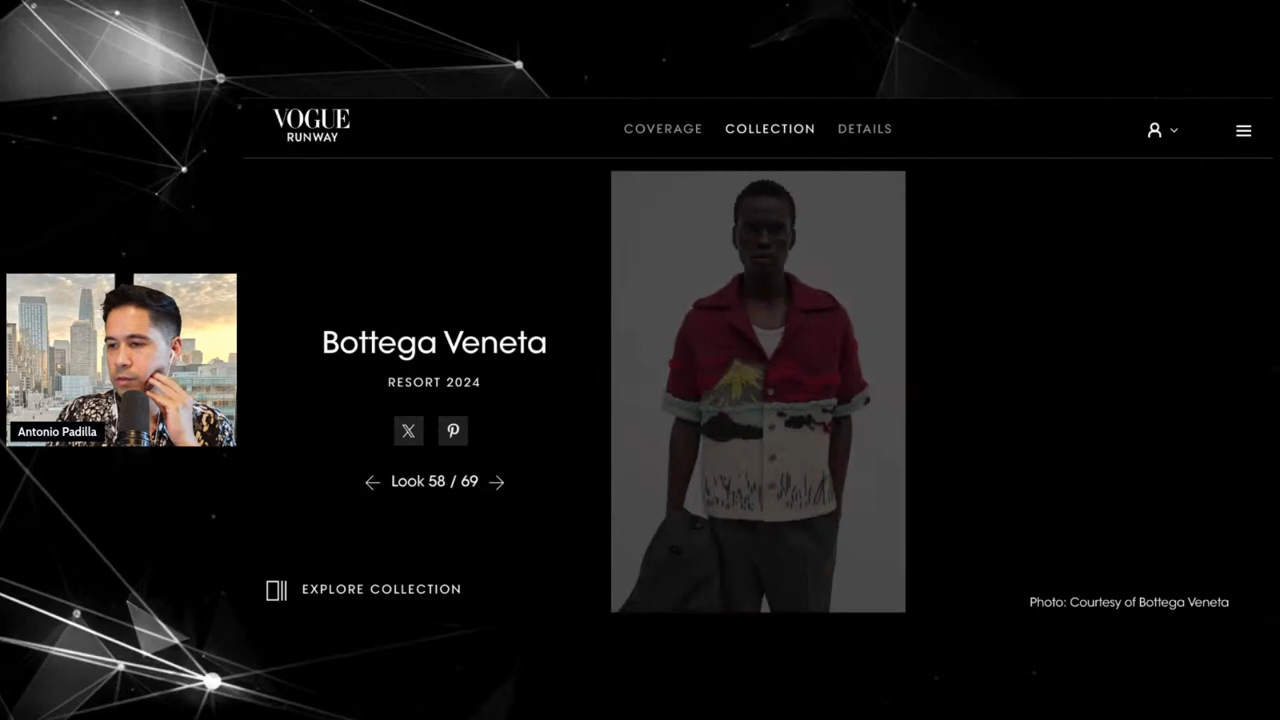 VOGUE
RUNWAY
COVERAGE COLLECTION DETAILS
Bottega Veneta
RESORT 2024
Look 58 / 69
EXPLORE COLLECTION
Photo: Courtesy of Bottega Veneta
Antonio Padilla